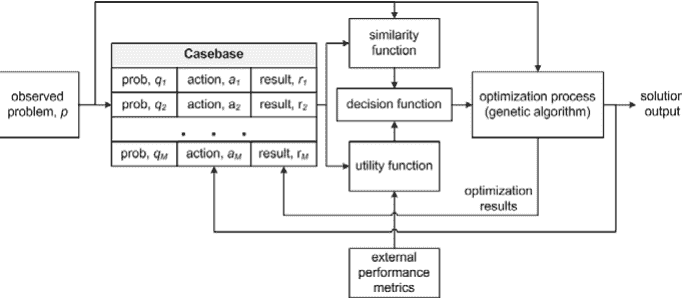 similarity
function
Casebase
prob, q1 action, a1 result, r1
observed
problem, p
prob, q2 action, a2 result, r2
decision function
optimization process
(genetic algorithm)
solution
output
. . .
prob, qM action, aM result, rM
utility function
optimization
results
external
performance
metrics